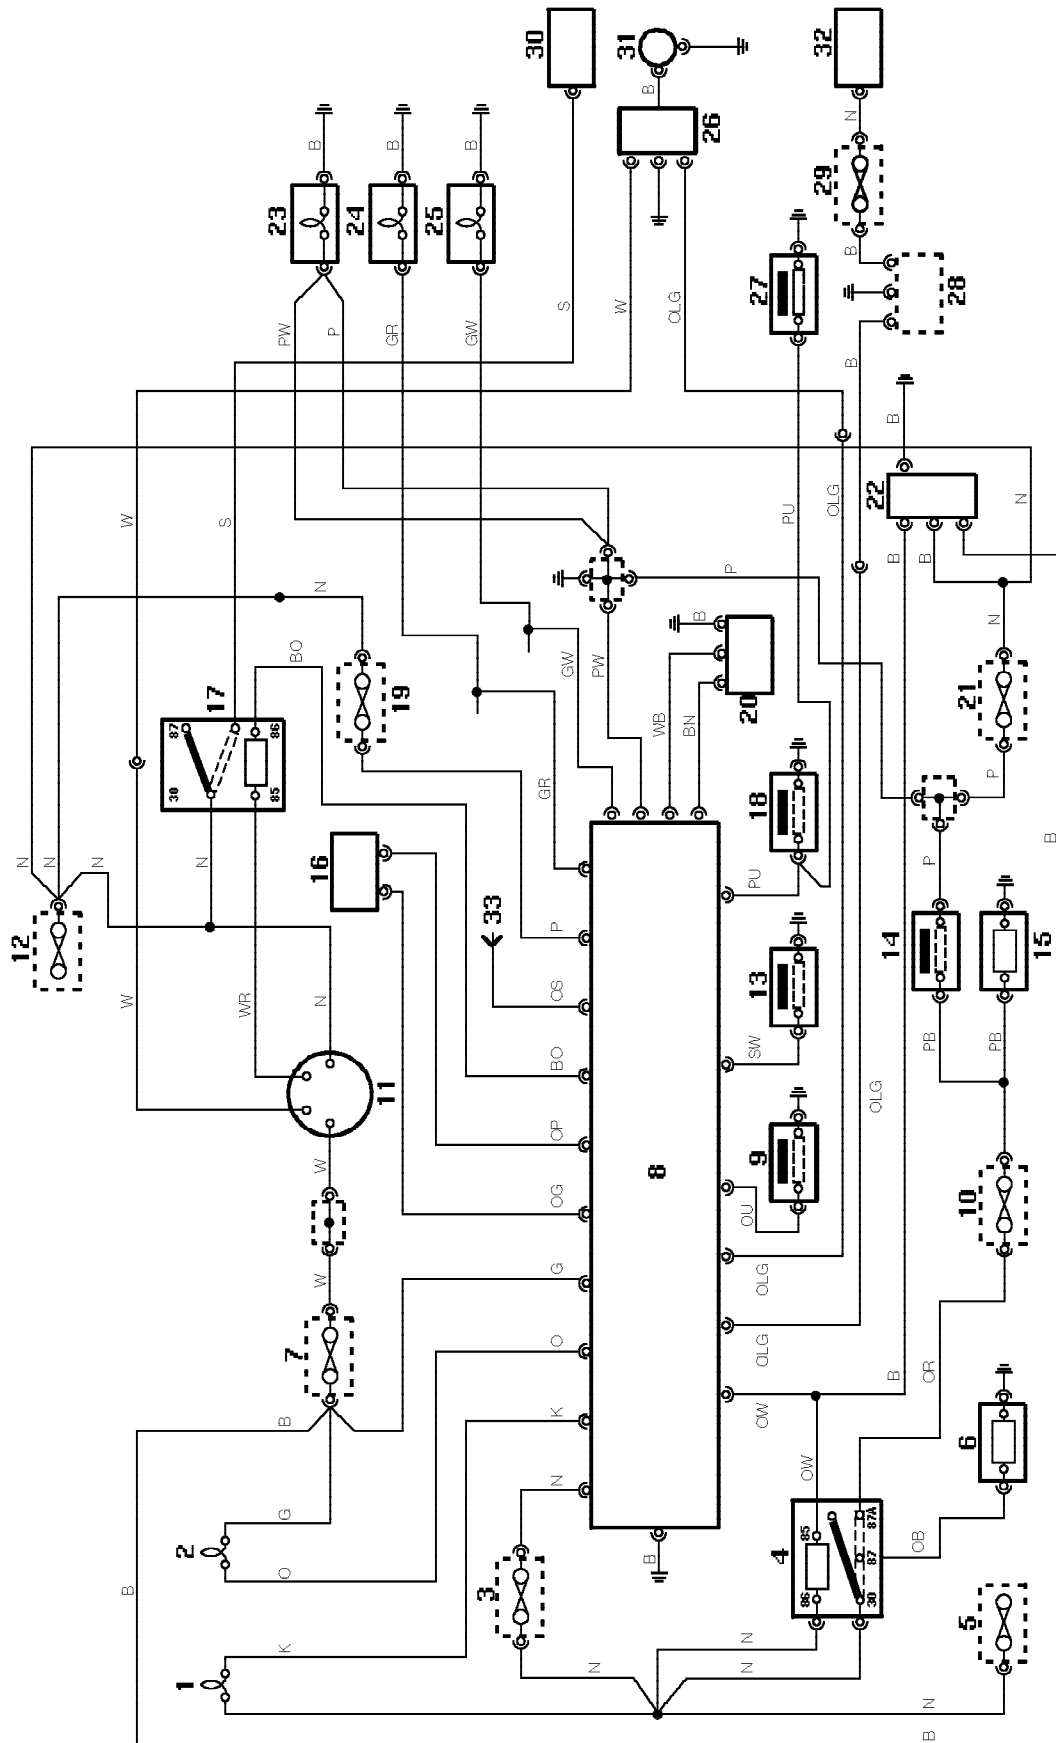 30
31
32
B
26
N
29
B
B
B
23
24
25
27
B
28
PW
P
GR
GW
S
W
OLG
B
B
22
W
S
PU
OLG
N
B
B
N
BO
P
B
N
17
87
30
86
85
19
GW
PW
WB
BN
20
21
P
N
N
N
12
N
16
GR
18
PU
P
B
33
P
14
15
W
WR
N
OS
13
SW
PB
PB
11
BO
OLG
W
OP
9
8
OG
OU
10
W
G
OLG
7
O
OLG
B
K
OW
B
OR
N
OW
6
2
G
B
O
3
B
4
85
86
87A
87
30
OB
1
K
N
N
N
5
N
B